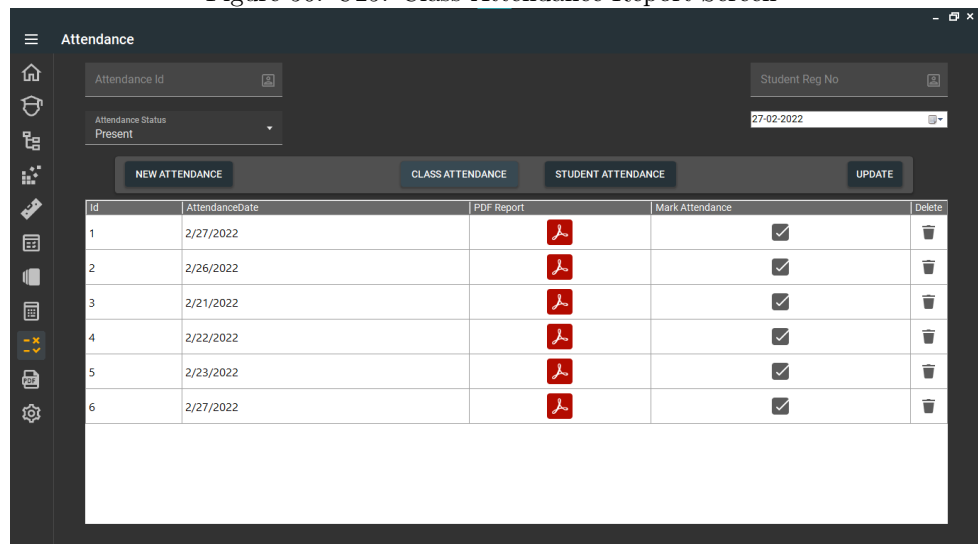 Attendance
Attendance Id
Student Reg No
Attendance Status
Present
27-02-2022
NEW ATTENDANCE
CLASS ATTENDANCE
STUDENT ATTENDANCE
UPDATE
Id AttendanceDate PDF Report Mark Attendance Delete
1 2/27/2022
2 2/26/2022
3 2/21/2022
4 2/22/2022
5 2/23/2022
6 2/27/2022
PDF